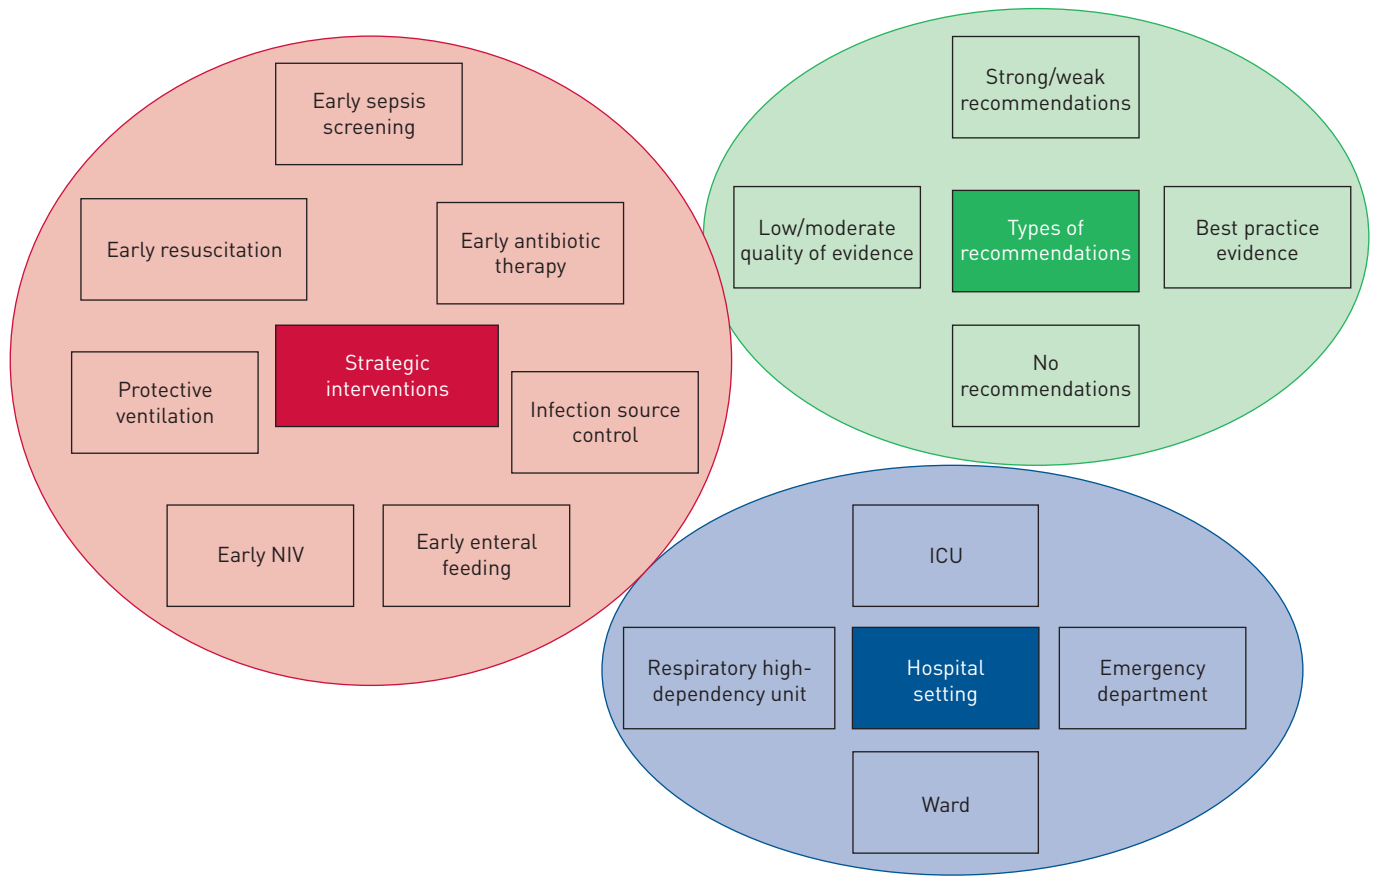 Early sepsis
screening
Early resuscitation
Early antibiotic
therapy
Strategic
interventions
Protective
ventilation
Infection source
control
Early NIV
Early enteral
feeding
Strong/weak
recommendations
Low/moderate
quality of evidence
Types of
recommendations
Best practice
evidence
No
recommendations
ICU
Respiratory high-
dependency unit
Hospital
setting
Emergency
department
Ward